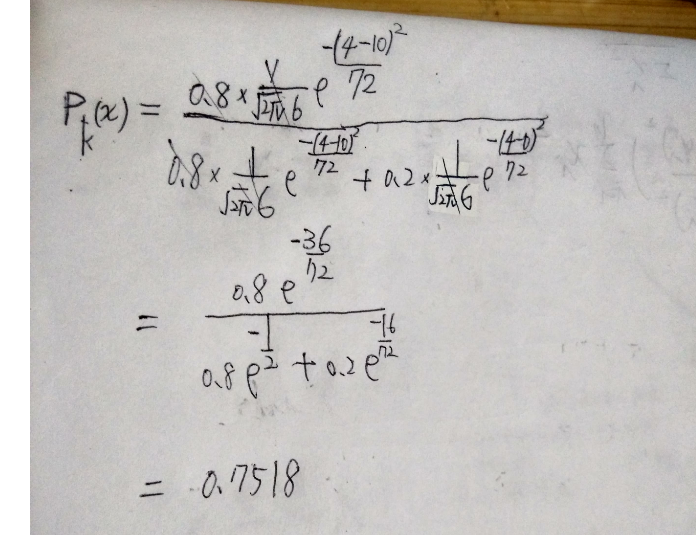 P_k(x) = (0.8 × 1/(√2π 6) e^(-(4-10)²/72)) / (0.8 × 1/(√2π 6) e^(-(4-10)²/72) + 0.2 × 1/(√2π 6) e^(-(4-0)²/72))
= (0.8 e^(-36/72)) / (0.8 e^(-1/2) + 0.2 e^(-16/72))
= 0.7518